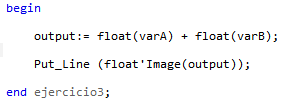 begin
output:= float(varA) + float(varB);
Put_Line (float'Image(output));
end ejercicio3;